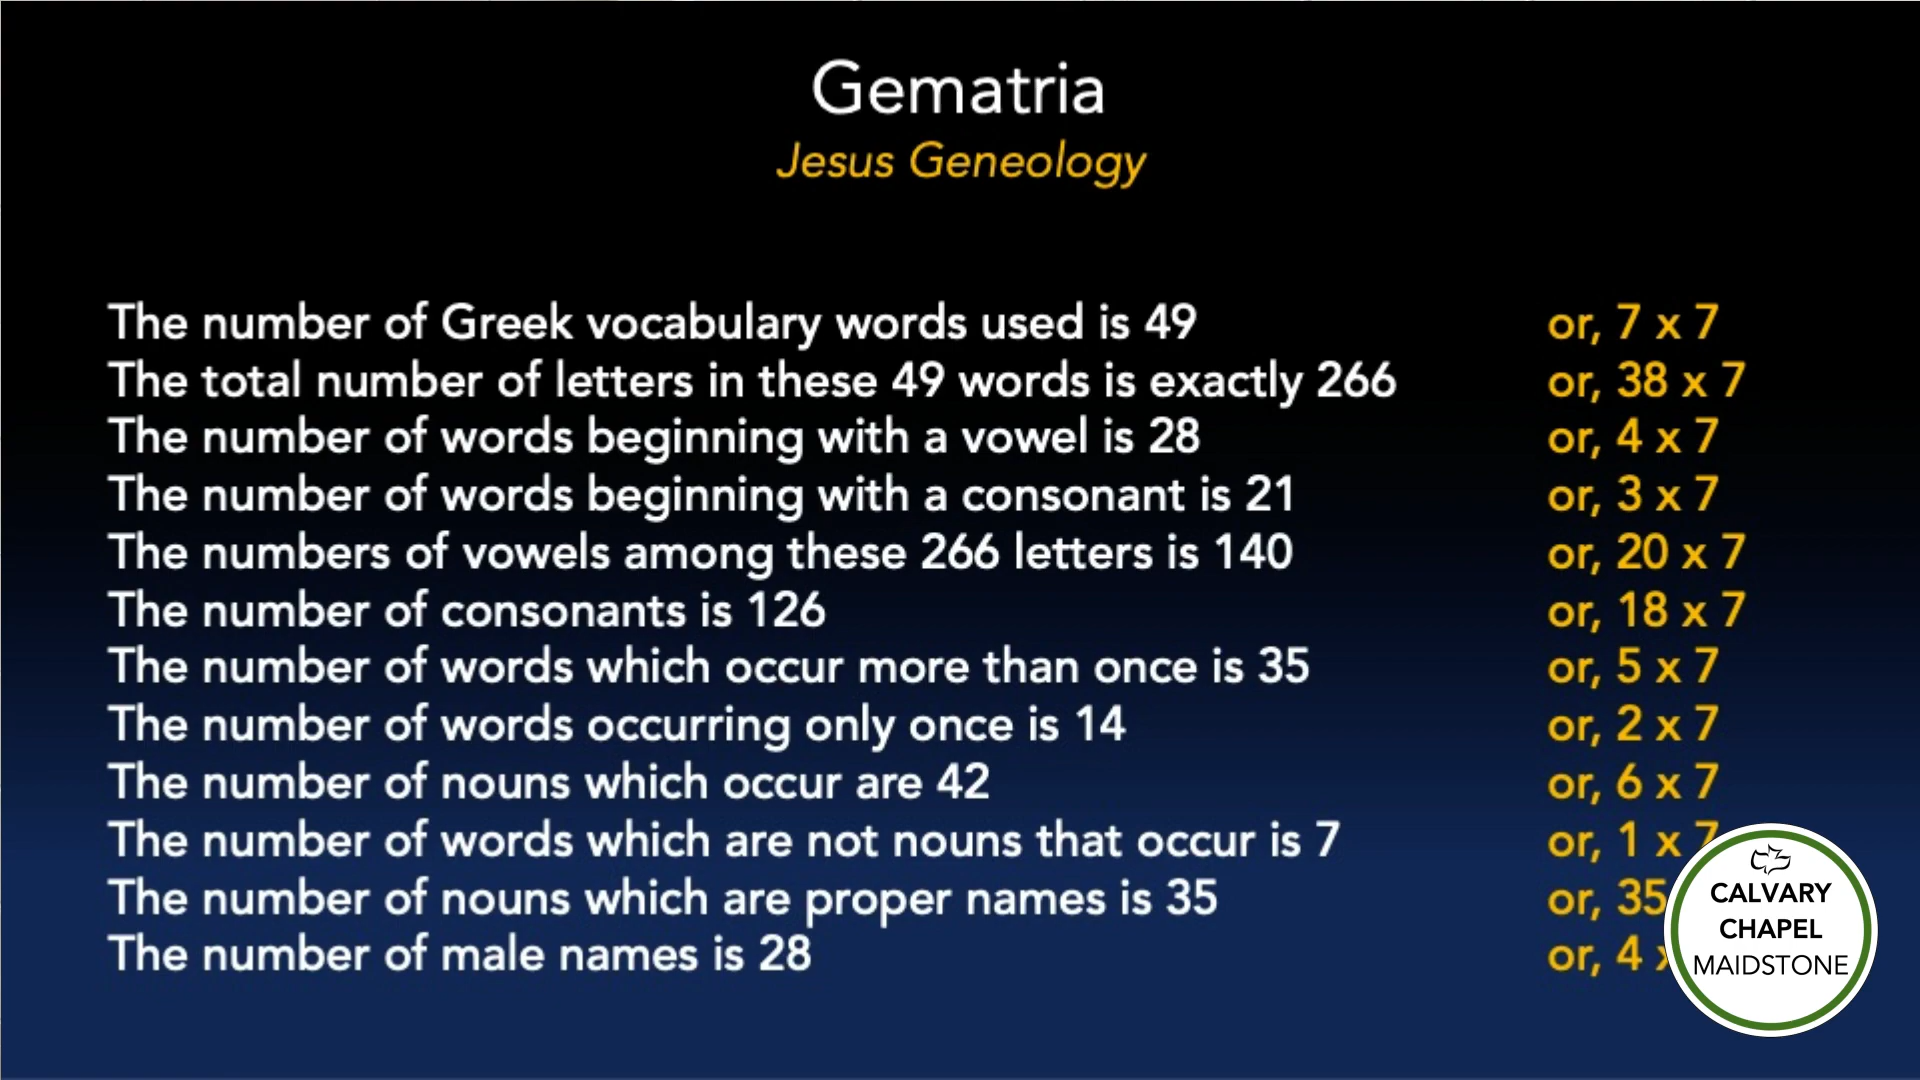 Gematria
Jesus Geneology
The number of Greek vocabulary words used is 49 or, 7 x 7
The total number of letters in these 49 words is exactly 266 or, 38 x 7
The number of words beginning with a vowel is 28 or, 4 x 7
The number of words beginning with a consonant is 21 or, 3 x 7
The numbers of vowels among these 266 letters is 140 or, 20 x 7
The number of consonants is 126 or, 18 x 7
The number of words which occur more than once is 35 or, 5 x 7
The number of words occurring only once is 14 or, 2 x 7
The number of nouns which occur are 42 or, 6 x 7
The number of words which are not nouns that occur is 7 or, 1 x 7
The number of nouns which are proper names is 35 or, 35
The number of male names is 28 or, 4 x
CALVARY
CHAPEL
MAIDSTONE